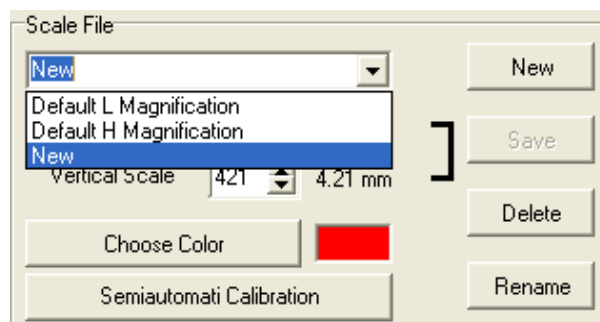 Scale File
New
New
Default L Magnification
Default H Magnification
New
Save
Vertical Scale 421 4.21 mm
Delete
Choose Color
Semiautomati Calibration
Rename